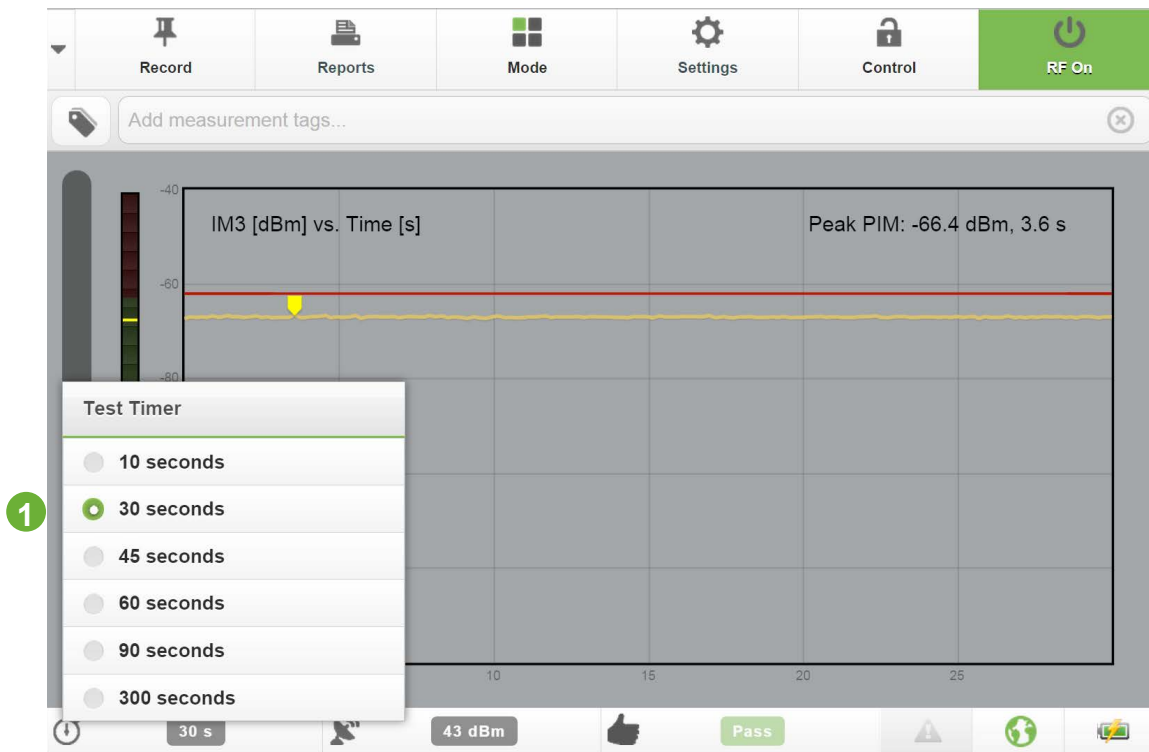 Record
Reports
Mode
Settings
Control
RF On
Add measurement tags...
-40
IM3 [dBm] vs. Time [s]
Peak PIM: -66.4 dBm, 3.6 s
-60
-80
Test Timer
10 seconds
1
30 seconds
45 seconds
60 seconds
90 seconds
300 seconds
10
15
20
25
30 s
43 dBm
Pass